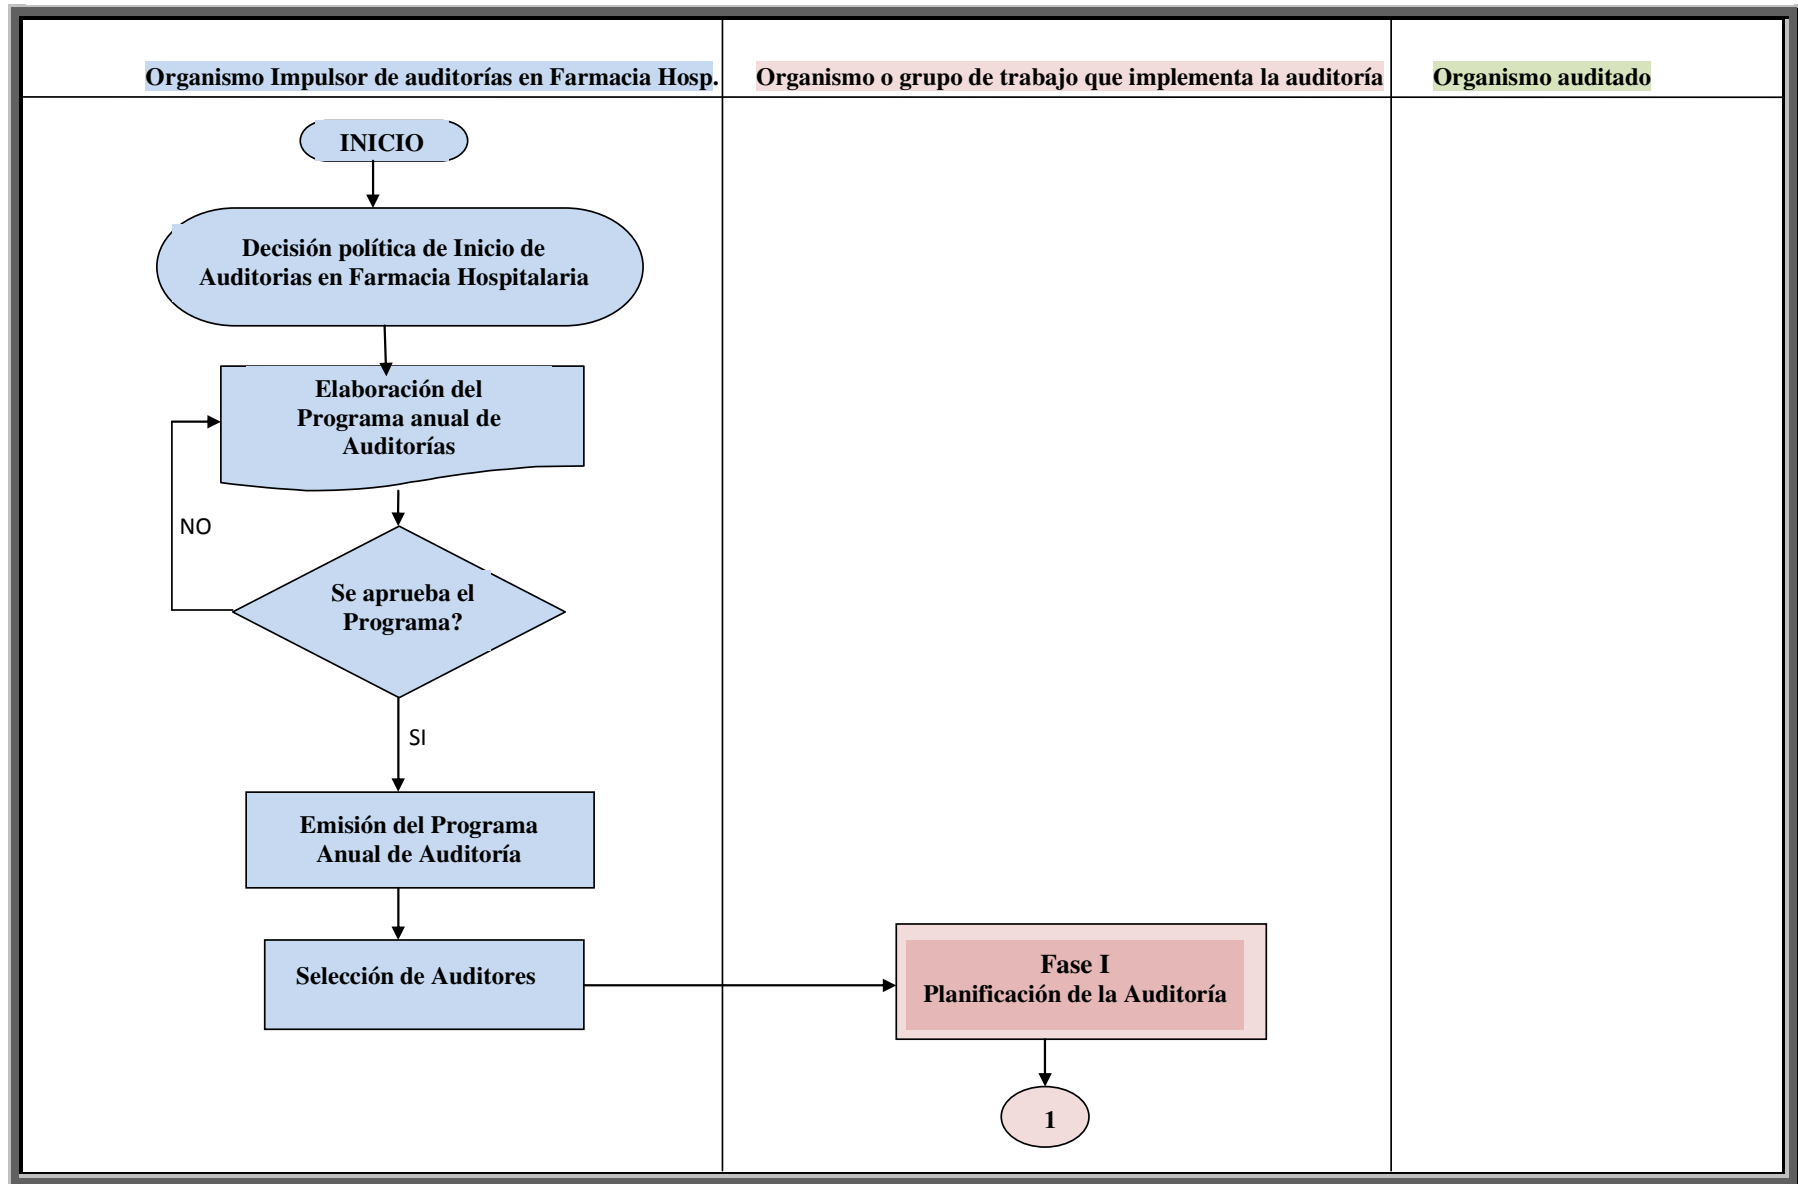 Organismo Impulsor de auditorías en Farmacia Hosp.
Organismo o grupo de trabajo que implementa la auditoría
Organismo auditado
INICIO
Decisión política de Inicio de
Auditorias en Farmacia Hospitalaria
Elaboración del
Programa anual de
Auditorías
NO
Se aprueba el
Programa?
SI
Emisión del Programa
Anual de Auditoría
Selección de Auditores
Fase I
Planificación de la Auditoría
1